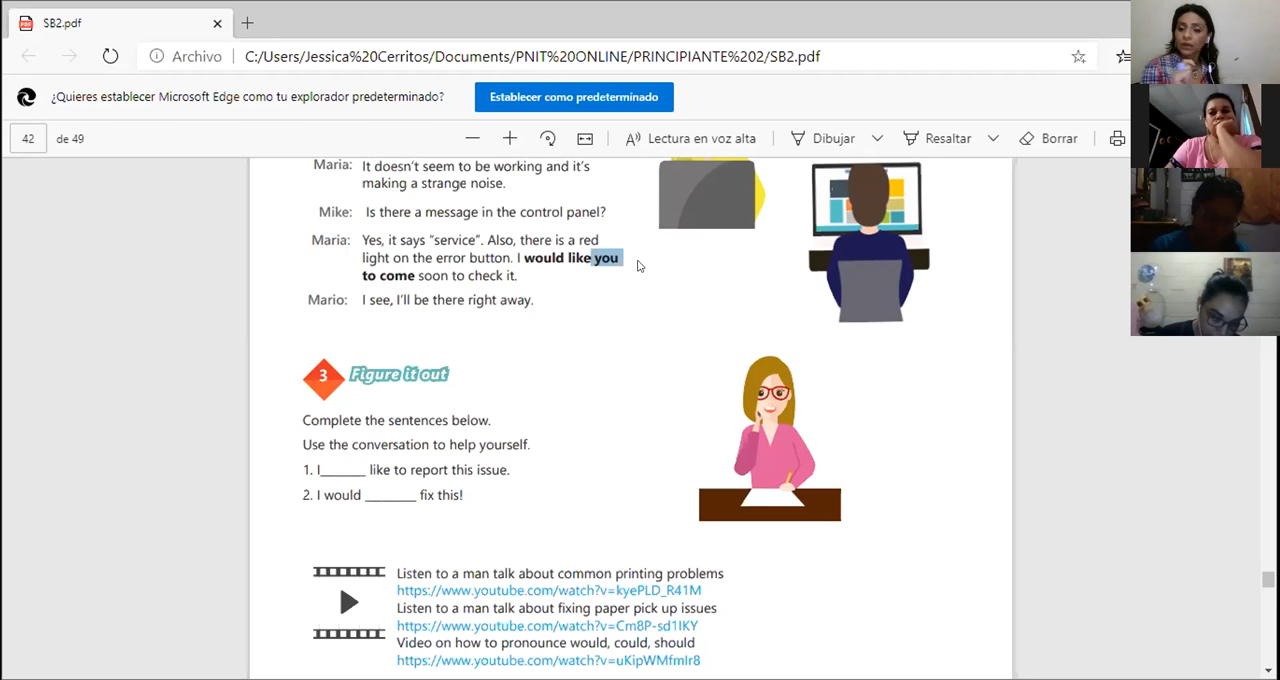 SB2.pdf
Archivo C:/Users/Jessica%20Cerritos/Documents/PNIT%20ONLINE/PRINCIPIANTE%202/SB2.pdf
¿Quieres establecer Microsoft Edge como tu explorador predeterminado? Establecer como predeterminado
42 de 49 Lectura en voz alta Dibujar Resaltar Borrar
Maria: It doesn't seem to be working and it's
making a strange noise.
Mike: Is there a message in the control panel?
Maria: Yes, it says "service". Also, there is a red
light on the error button. I would like you
to come soon to check it.
Mario: I see, I'll be there right away.
3 Figure it out
Complete the sentences below.
Use the conversation to help yourself.
1. I______ like to report this issue.
2. I would _______ fix this!
Listen to a man talk about common printing problems
https://www.youtube.com/watch?v=kyePLD_R41M
Listen to a man talk about fixing paper pick up issues
https://www.youtube.com/watch?v=Cm8P-sd1IKY
Video on how to pronounce would, could, should
https://www.youtube.com/watch?v=uKipWMfmIr8